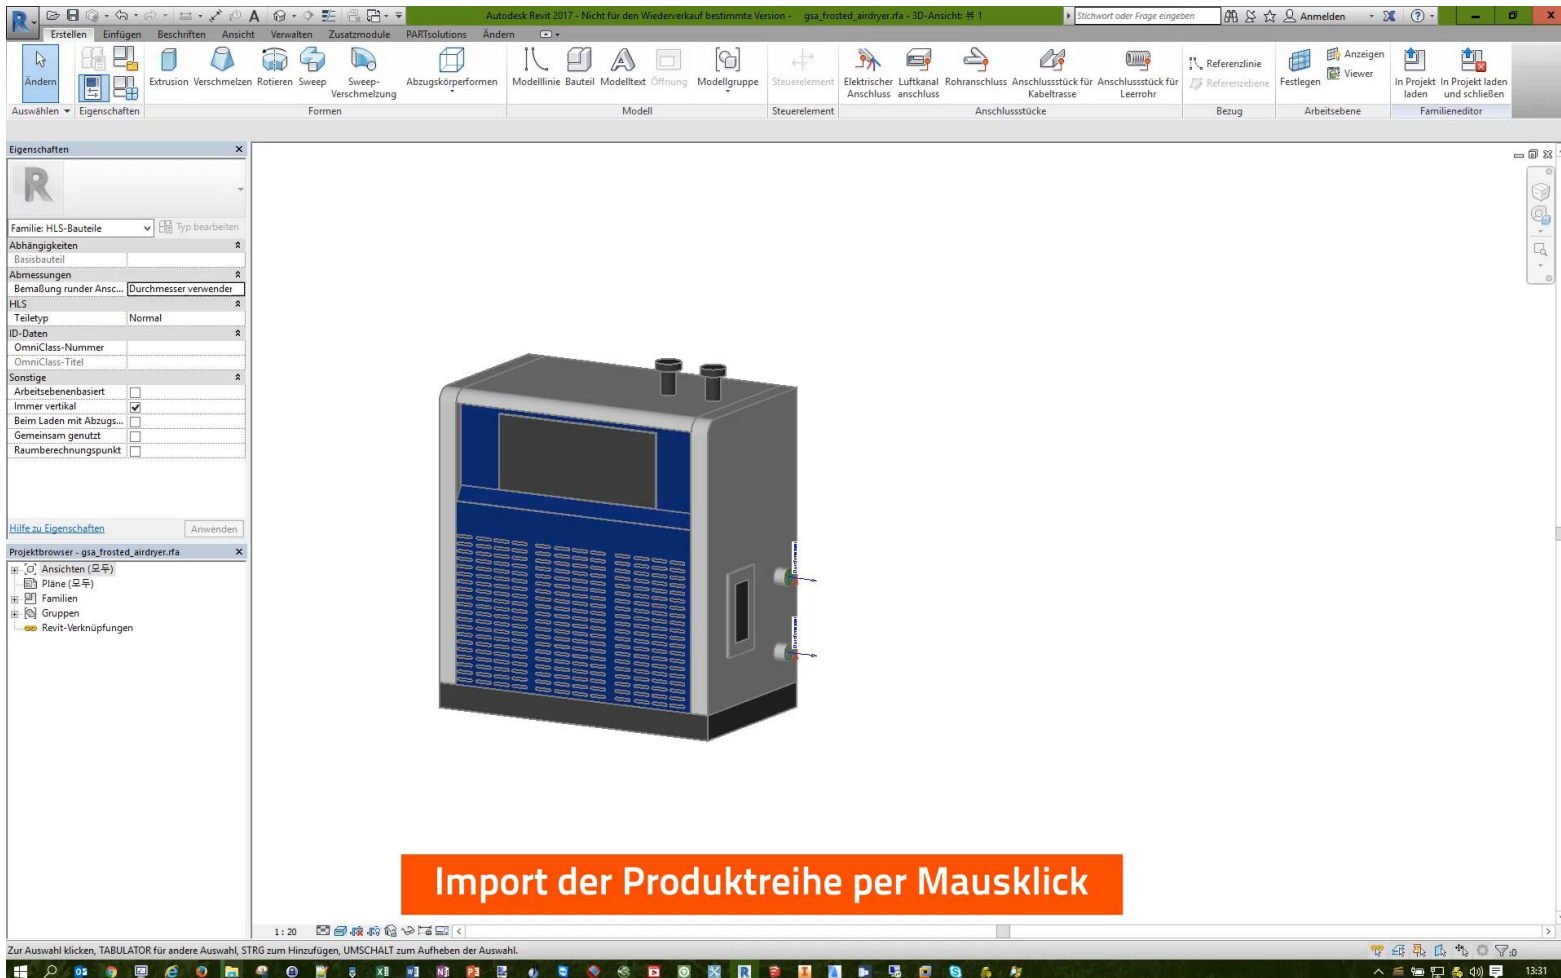 Autodesk Revit 2017 - Nicht für den Wiederverkauf bestimmte Version - gsa_frosted_airdryer.rfa - 3D-Ansicht: 뷰 1
Stichwort oder Frage eingeben
Anmelden
Erstellen Einfügen Beschriften Ansicht Verwalten Zusatzmodule PARTsolutions Ändern
Ändern
Extrusion Verschmelzen Rotieren Sweep Sweep-Verschmelzung Abzugskörperformen
Modelllinie Bauteil Modelltext Öffnung Modellgruppe
Steuerelement
Elektrischer Anschluss Luftkanal anschluss Rohranschluss Anschlussstück für Kabeltrasse Anschlussstück für Leerrohr
Referenzlinie
Referenzebene
Festlegen
Anzeigen
Viewer
In Projekt laden In Projekt laden und schließen
Auswählen Eigenschaften Formen Modell Steuerelement Anschlussstücke Bezug Arbeitsebene Familieneditor
Eigenschaften
Familie: HLS-Bauteile
Typ bearbeiten
Abhängigkeiten
Basisbauteil
Abmessungen
Bemaßung runder Ansc... Durchmesser verwender
HLS
Teiletyp Normal
ID-Daten
OmniClass-Nummer
OmniClass-Titel
Sonstige
Arbeitsebenenbasiert
Immer vertikal
Beim Laden mit Abzugs...
Gemeinsam genutzt
Raumberechnungspunkt
Hilfe zu Eigenschaften
Anwenden
Projektbrowser - gsa_frosted_airdryer.rfa
Ansichten (모두)
Pläne (모두)
Familien
Gruppen
Revit-Verknüpfungen
Durchmesser
Durchmesser
Import der Produktreihe per Mausklick
1 : 20
Zur Auswahl klicken, TABULATOR für andere Auswahl, STRG zum Hinzufügen, UMSCHALT zum Aufheben der Auswahl.
:0
13:31